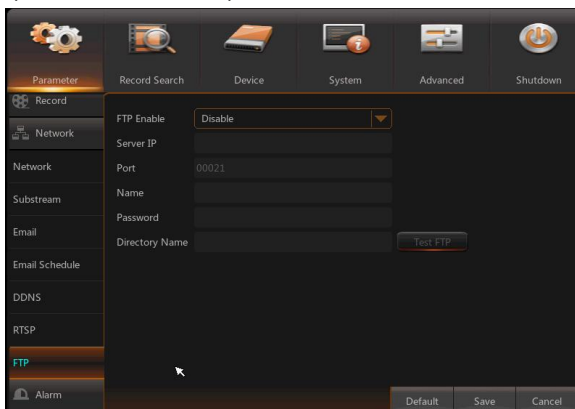 Parameter
Record Search
Device
System
Advanced
Shutdown
Record
Network
Network
Substream
Email
Email Schedule
DDNS
RTSP
FTP
Alarm
FTP Enable Disable
Server IP
Port 00021
Name
Password
Directory Name Test FTP
Default Save Cancel